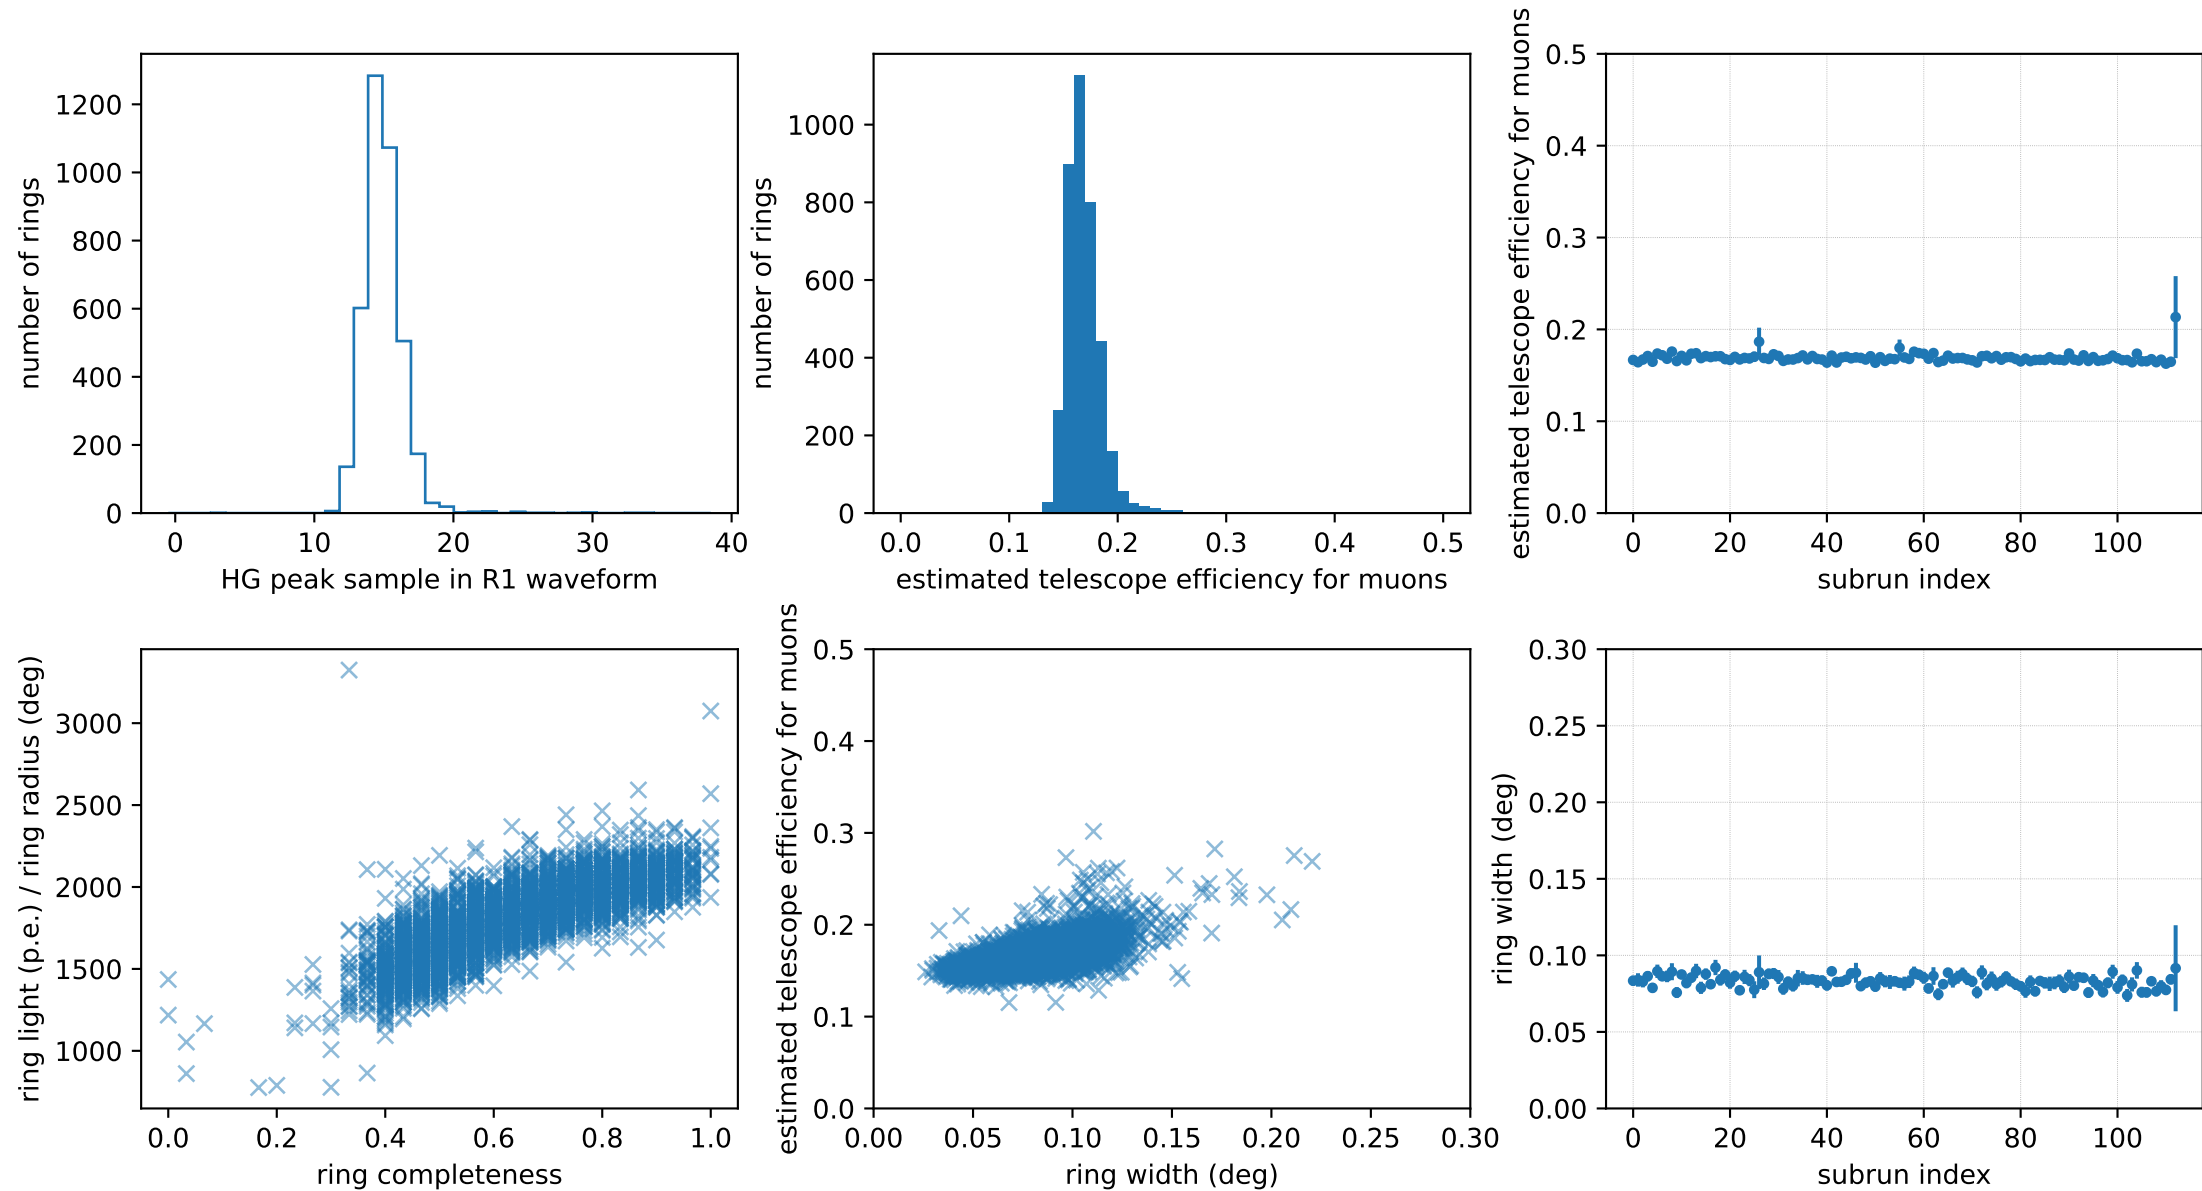 number of rings
1200
1000
800
600
400
200
0
0 10 20 30 40
HG peak sample in R1 waveform
number of rings
1000
800
600
400
200
0
0.0 0.1 0.2 0.3 0.4 0.5
estimated telescope efficiency for muons
estimated telescope efficiency for muons
0.5
0.4
0.3
0.2
0.1
0.0
0 20 40 60 80 100
subrun index
ring light (p.e.) / ring radius (deg)
3000
2500
2000
1500
1000
0.0 0.2 0.4 0.6 0.8 1.0
ring completeness
estimated telescope efficiency for muons
0.5
0.4
0.3
0.2
0.1
0.0
0.00 0.05 0.10 0.15 0.20 0.25 0.30
ring width (deg)
ring width (deg)
0.30
0.25
0.20
0.15
0.10
0.05
0.00
0 20 40 60 80 100
subrun index